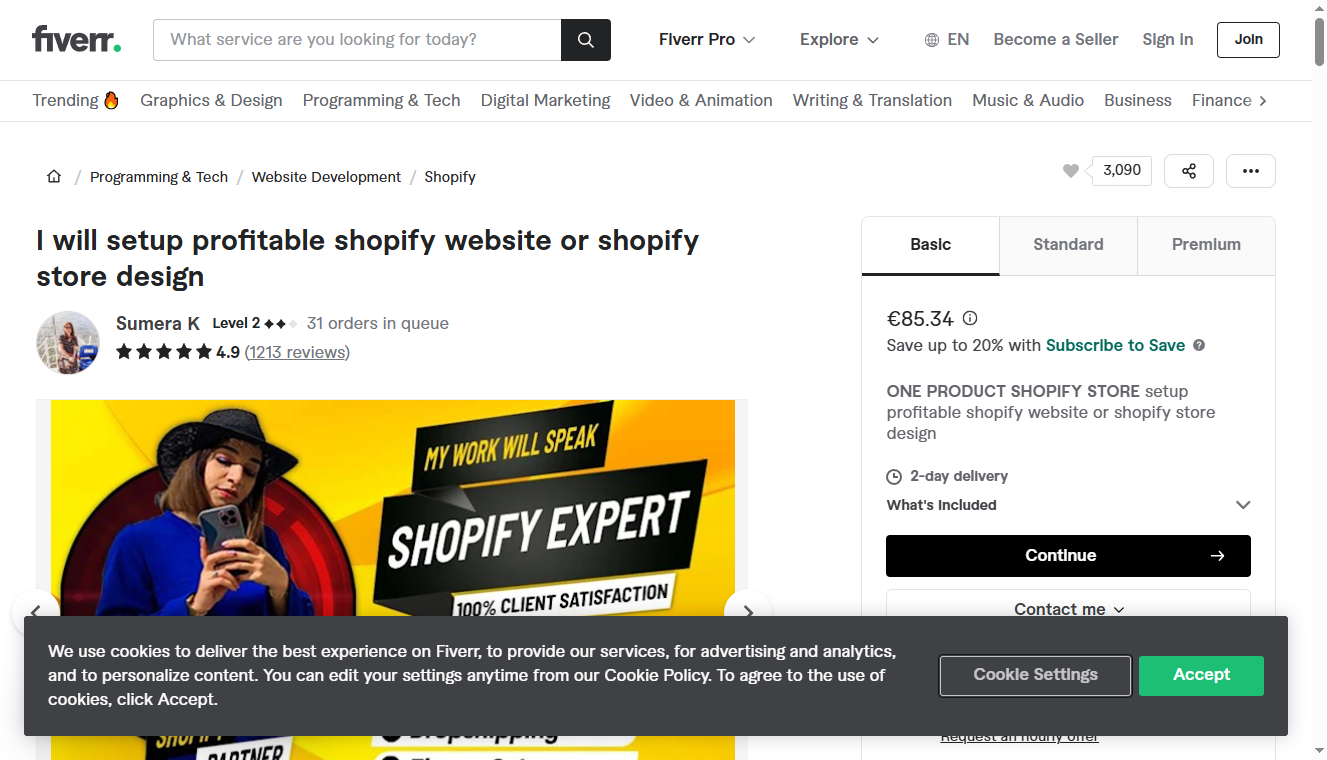 fiverr.
What service are you looking for today?
Fiverr Pro
Explore
EN
Become a Seller
Sign In
Join
Trending
Graphics & Design
Programming & Tech
Digital Marketing
Video & Animation
Writing & Translation
Music & Audio
Business
Finance
/ Programming & Tech / Website Development / Shopify
3,090
I will setup profitable shopify website or shopify
store design
Sumera K
Level 2
31 orders in queue
4.9 (1213 reviews)
MY WORK WILL SPEAK
SHOPIFY EXPERT
100% CLIENT SATISFACTION
Basic
Standard
Premium
€85.34
Save up to 20% with Subscribe to Save
ONE PRODUCT SHOPIFY STORE setup
profitable shopify website or shopify store
design
2-day delivery
What's Included
Continue
Contact me
We use cookies to deliver the best experience on Fiverr, to provide our services, for advertising and analytics,
and to personalize content. You can edit your settings anytime from our Cookie Policy. To agree to the use of
cookies, click Accept.
Cookie Settings
Accept
SHOPIFY
PARTNER
Dropshipping
Request an hourly offer